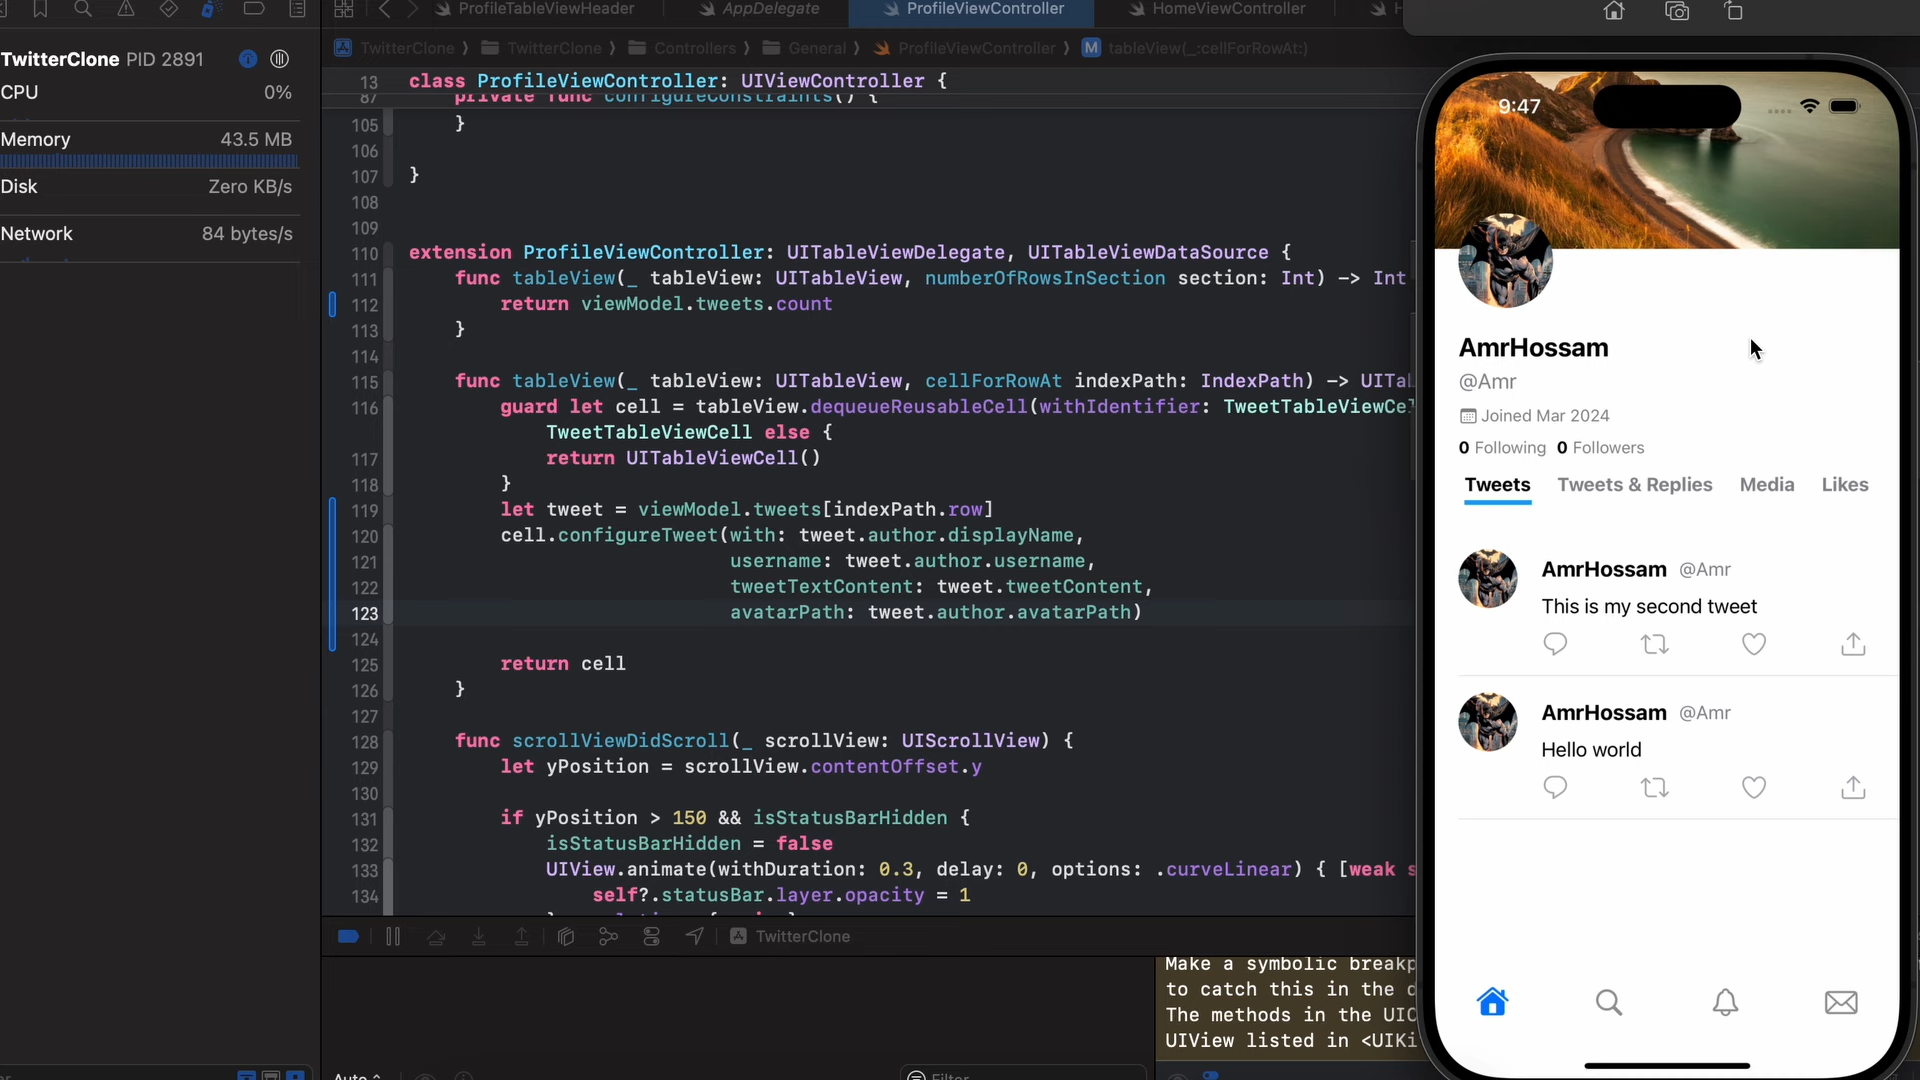 TwitterClone PID 2891
CPU 0%
Memory 43.5 MB
Disk Zero KB/s
Network 84 bytes/s
ProfileTableViewHeader
AppDelegate
ProfileViewController
HomeViewController
H
TwitterClone
TwitterClone
Controllers
General
ProfileViewController
M tableView(_:cellForRowAt:)
13 class ProfileViewController: UIViewController {
87 private func configureConstraints() {
105 }
106
107 }
108
109
110 extension ProfileViewController: UITableViewDelegate, UITableViewDataSource {
111 func tableView(_ tableView: UITableView, numberOfRowsInSection section: Int) -> Int
112 return viewModel.tweets.count
113 }
114
115 func tableView(_ tableView: UITableView, cellForRowAt indexPath: IndexPath) -> UITa
116 guard let cell = tableView.dequeueReusableCell(withIdentifier: TweetTableViewCe
TweetTableViewCell else {
117 return UITableViewCell()
118 }
119 let tweet = viewModel.tweets[indexPath.row]
120 cell.configureTweet(with: tweet.author.displayName,
121 username: tweet.author.username,
122 tweetTextContent: tweet.tweetContent,
123 avatarPath: tweet.author.avatarPath)
124
125 return cell
126 }
127
128 func scrollViewDidScroll(_ scrollView: UIScrollView) {
129 let yPosition = scrollView.contentOffset.y
130
131 if yPosition > 150 && isStatusBarHidden {
132 isStatusBarHidden = false
133 UIView.animate(withDuration: 0.3, delay: 0, options: .curveLinear) { [weak s
134 self?.statusBar.layer.opacity = 1
TwitterClone
Make a symbolic breakp
to catch this in the d
The methods in the UIC
UIView listed in <UIKi
Auto
Filter
9:47
AmrHossam
@Amr
Joined Mar 2024
0 Following 0 Followers
Tweets Tweets & Replies Media Likes
AmrHossam @Amr
This is my second tweet
AmrHossam @Amr
Hello world